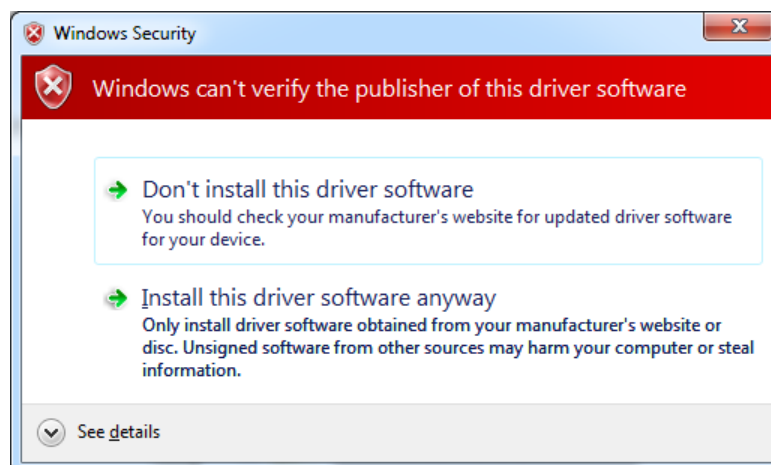 Windows Security
Windows can't verify the publisher of this driver software
Don't install this driver software
You should check your manufacturer's website for updated driver software
for your device.
Install this driver software anyway
Only install driver software obtained from your manufacturer's website or
disc. Unsigned software from other sources may harm your computer or steal
information.
See details